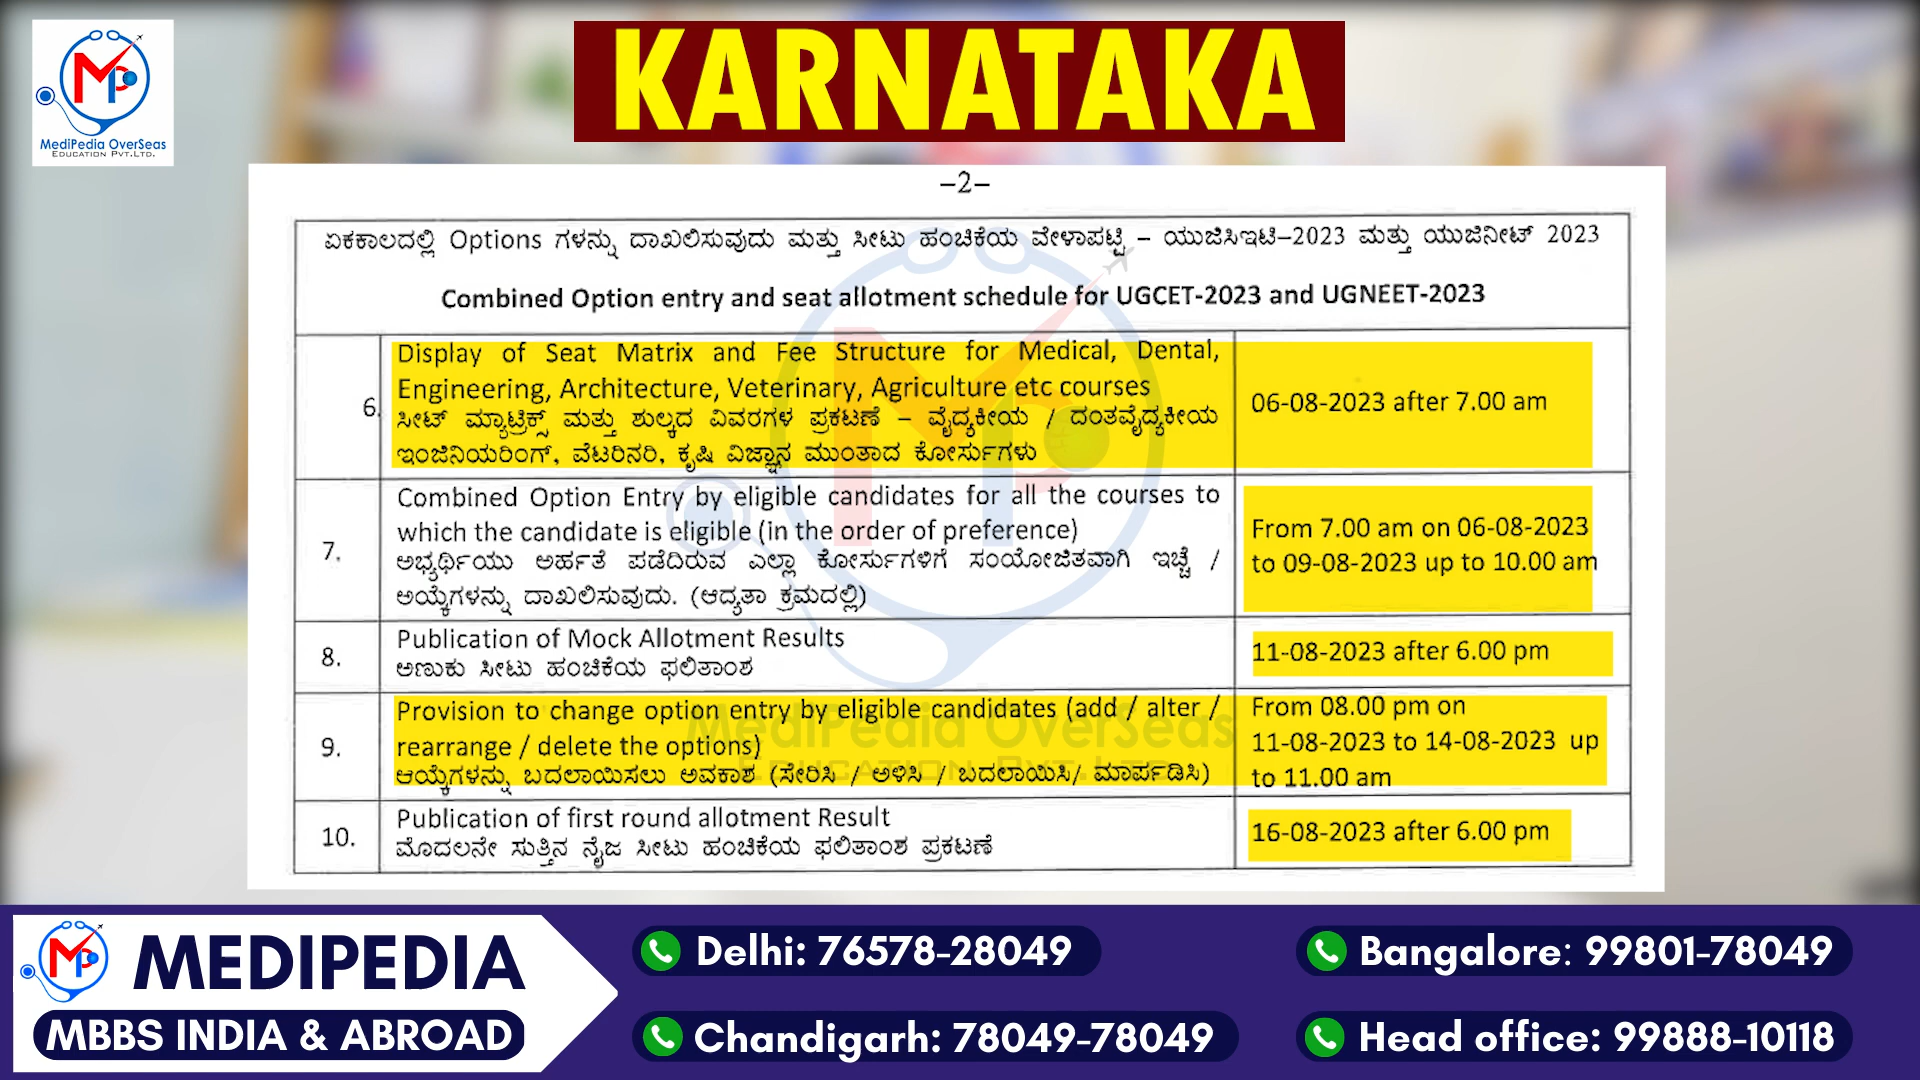 KARNATAKA
MP
MediPedia OverSeas
Education Pvt.Ltd.
–2–
ಏಕಕಾಲದಲ್ಲಿ Options ಗಳನ್ನು ದಾಖಲಿಸುವುದು ಮತ್ತು ಸೀಟು ಹಂಚಿಕೆಯ ವೇಳಾಪಟ್ಟಿ – ಯುಜಿಸಿಇಟಿ–2023 ಮತ್ತು ಯುಜಿನೀಟ್ 2023
Combined Option entry and seat allotment schedule for UGCET-2023 and UGNEET-2023
6.
Display of Seat Matrix and Fee Structure for Medical, Dental,
Engineering, Architecture, Veterinary, Agriculture etc courses
ಸೀಟ್ ಮ್ಯಾಟ್ರಿಕ್ಸ್ ಮತ್ತು ಶುಲ್ಕದ ವಿವರಗಳ ಪ್ರಕಟಣೆ – ವೈದ್ಯಕೀಯ / ದಂತವೈದ್ಯಕೀಯ
ಇಂಜಿನಿಯರಿಂಗ್, ವೆಟರಿನರಿ, ಕೃಷಿ ವಿಜ್ಞಾನ ಮುಂತಾದ ಕೋರ್ಸುಗಳು
06-08-2023 after 7.00 am
7.
Combined Option Entry by eligible candidates for all the courses to
which the candidate is eligible (in the order of preference)
ಅಭ್ಯರ್ಥಿಯು ಅರ್ಹತೆ ಪಡೆದಿರುವ ಎಲ್ಲಾ ಕೋರ್ಸುಗಳಿಗೆ ಸಂಯೋಜಿತವಾಗಿ ಇಚ್ಛೆ /
ಆಯ್ಕೆಗಳನ್ನು ದಾಖಲಿಸುವುದು. (ಆದ್ಯತಾ ಕ್ರಮದಲ್ಲಿ)
From 7.00 am on 06-08-2023
to 09-08-2023 up to 10.00 am
8.
Publication of Mock Allotment Results
ಅಣುಕು ಸೀಟು ಹಂಚಿಕೆಯ ಫಲಿತಾಂಶ
11-08-2023 after 6.00 pm
9.
Provision to change option entry by eligible candidates (add / alter /
rearrange / delete the options)
ಆಯ್ಕೆಗಳನ್ನು ಬದಲಾಯಿಸಲು ಅವಕಾಶ (ಸೇರಿಸಿ / ಅಳಿಸಿ / ಬದಲಾಯಿಸಿ/ ಮಾರ್ಪಡಿಸಿ)
From 08.00 pm on
11-08-2023 to 14-08-2023 up
to 11.00 am
10.
Publication of first round allotment Result
ಮೊದಲನೇ ಸುತ್ತಿನ ನೈಜ ಸೀಟು ಹಂಚಿಕೆಯ ಫಲಿತಾಂಶ ಪ್ರಕಟಣೆ
16-08-2023 after 6.00 pm
MP
MediPedia OverSeas
Education Pvt.Ltd.
MP
MEDIPEDIA
MBBS INDIA & ABROAD
Delhi: 76578-28049
Bangalore: 99801-78049
Chandigarh: 78049-78049
Head office: 99888-10118